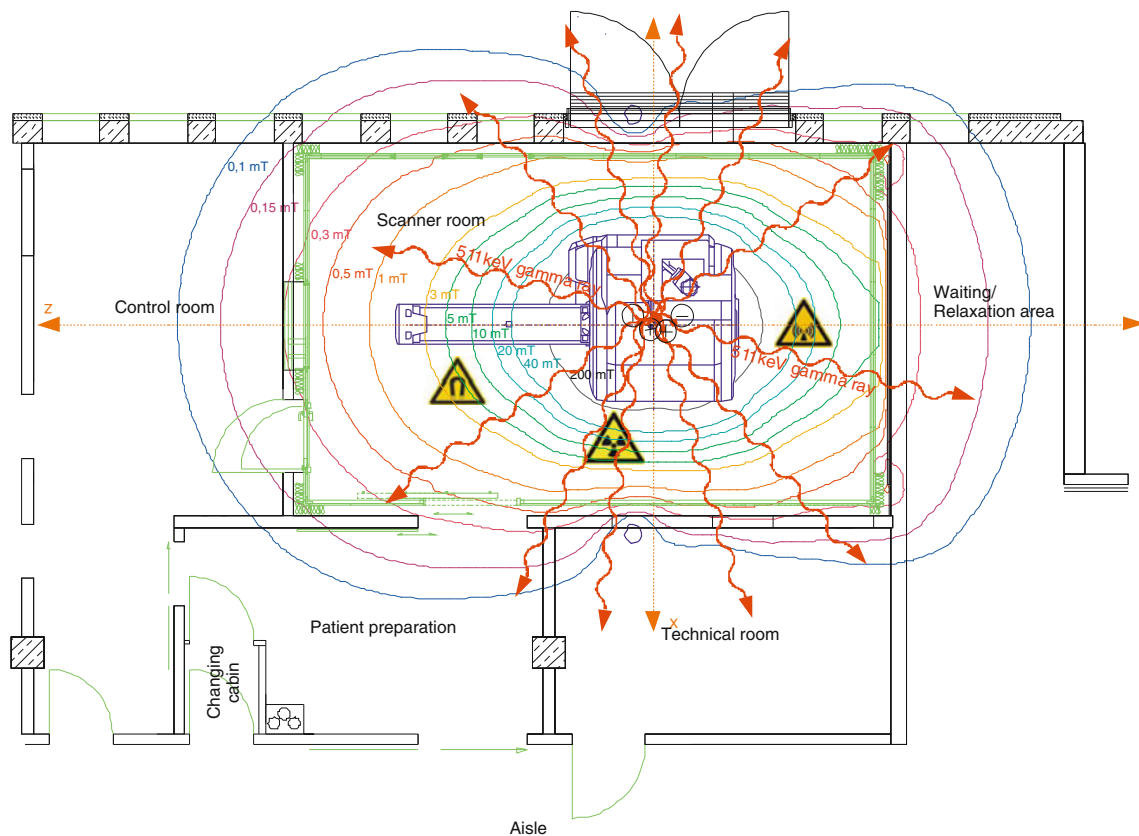 0,1 mT
0,15 mT
0,3 mT
0,5 mT
1 mT
3 mT
5 mT
10 mT
20 mT
40 mT
200 mT
Scanner room
511keV gamma ray
511keV gamma ray
Control room
Waiting/
Relaxation area
z
x
Patient preparation
Technical room
Changing
cabin
Aisle